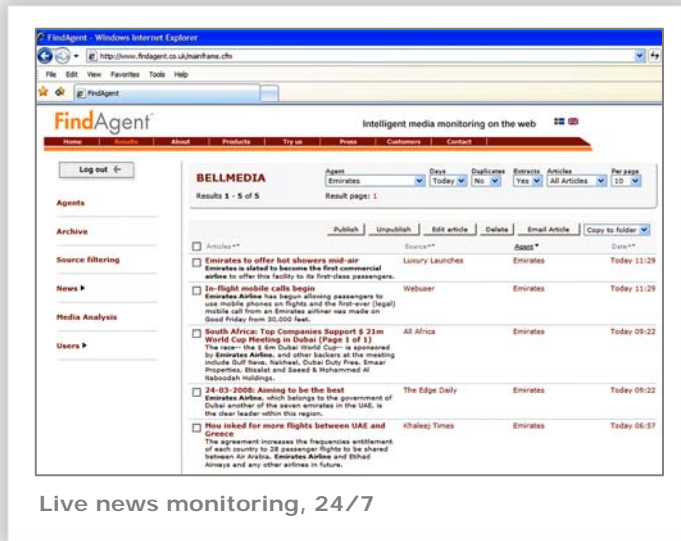 FindAgent - Windows Internet Explorer
http://www.findagent.co.uk/mainframe.cfm
File Edit View Favorites Tools Help
FindAgent
FindAgent
Intelligent media monitoring on the web
Home | Results | About | Products | Try us | Press | Customers | Contact |
Log out
Agents
Archive
Source filtering
News
Media Analysis
Users
BELLMEDIA
Agent Days Duplicates Extracts Articles Per page
Emirates Today No Yes All Articles 10
Results 1 - 5 of 5 Result page: 1
Publish Unpublish Edit article Delete Email Article Copy to folder
Articles Source Agent Date
Emirates to offer hot showers mid-air Luxury Launches Emirates Today 11:29
Emirates is slated to become the first commercial
airline to offer this facility to its first-class passengers.
In-flight mobile calls begin Webuser Emirates Today 11:29
Emirates Airline has begun allowing passengers to
use mobile phones on flights and the first-ever (legal)
mobile call from an Emirates airliner was made on
Good Friday from 30,000 feet.
South Africa: Top Companies Support $ 21m All Africa Emirates Today 09:22
World Cup Meeting in Dubai (Page 1 of 1)
The race-- the $ 6m Dubai World Cup-- is sponsored
by Emirates Airline, and other backers at the meeting
include Gulf News, Nakheel, Dubai Duty Free, Emaar
Properties, Etisalat and Saeed & Mohammed Al
Naboodah Holdings.
24-03-2008: Aiming to be the best The Edge Daily Emirates Today 09:22
Emirates Airline, which belongs to the government of
Dubai another of the seven emirates in the UAE, is
the clear leader within this region.
Mou inked for more flights between UAE and Khaleej Times Emirates Today 06:57
Greece
The agreement increases the frequencies entitlement
of each country to 28 passenger flights to be shared
between Air Arabia, Emirates Airline and Etihad
Airways and any other airlines in future.
Live news monitoring, 24/7